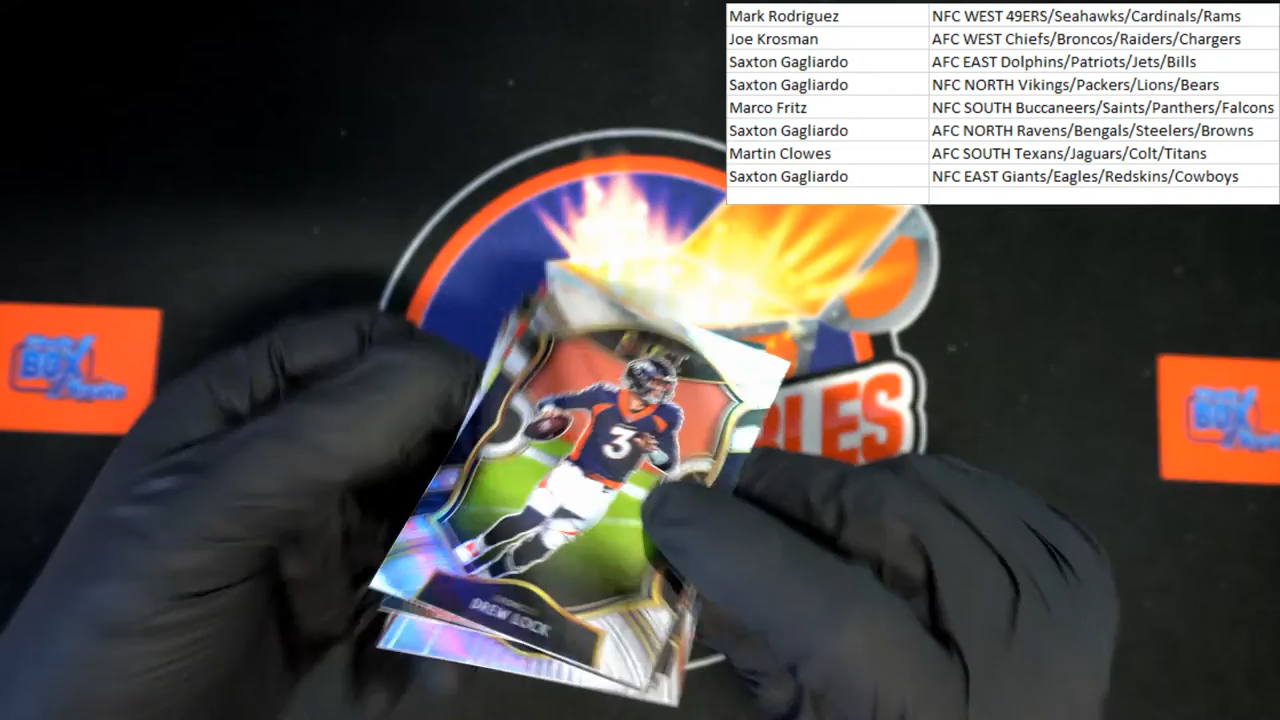 Mark Rodriguez NFC WEST 49ERS/Seahawks/Cardinals/Rams
Joe Krosman AFC WEST Chiefs/Broncos/Raiders/Chargers
Saxton Gagliardo AFC EAST Dolphins/Patriots/Jets/Bills
Saxton Gagliardo NFC NORTH Vikings/Packers/Lions/Bears
Marco Fritz NFC SOUTH Buccaneers/Saints/Panthers/Falcons
Saxton Gagliardo AFC NORTH Ravens/Bengals/Steelers/Browns
Martin Clowes AFC SOUTH Texans/Jaguars/Colt/Titans
Saxton Gagliardo NFC EAST Giants/Eagles/Redskins/Cowboys
BOX
BOX
3
DREW LOCK